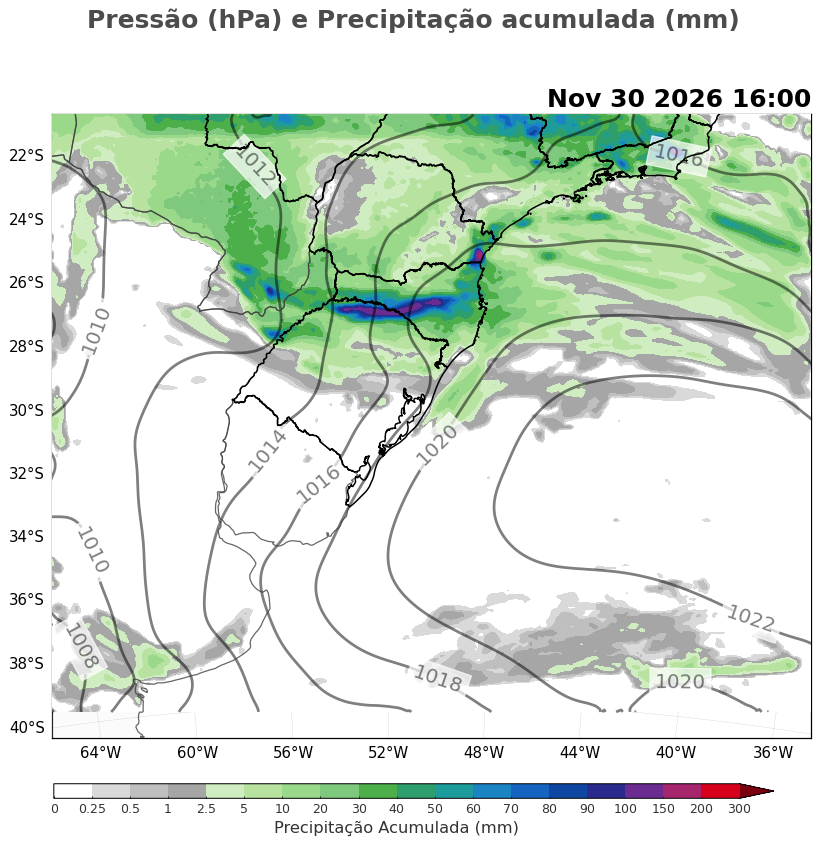 Pressão (hPa) e Precipitação acumulada (mm)
Nov 30 2026 16:00
22°S
24°S
26°S
28°S
30°S
32°S
34°S
36°S
38°S
40°S
1012
1016
1010
1014
1016
1020
1010
1008
1022
1018
1020
64°W 60°W 56°W 52°W 48°W 44°W 40°W 36°W
0 0.25 0.5 1 2.5 5 10 20 30 40 50 60 70 80 90 100 150 200 300
Precipitação Acumulada (mm)